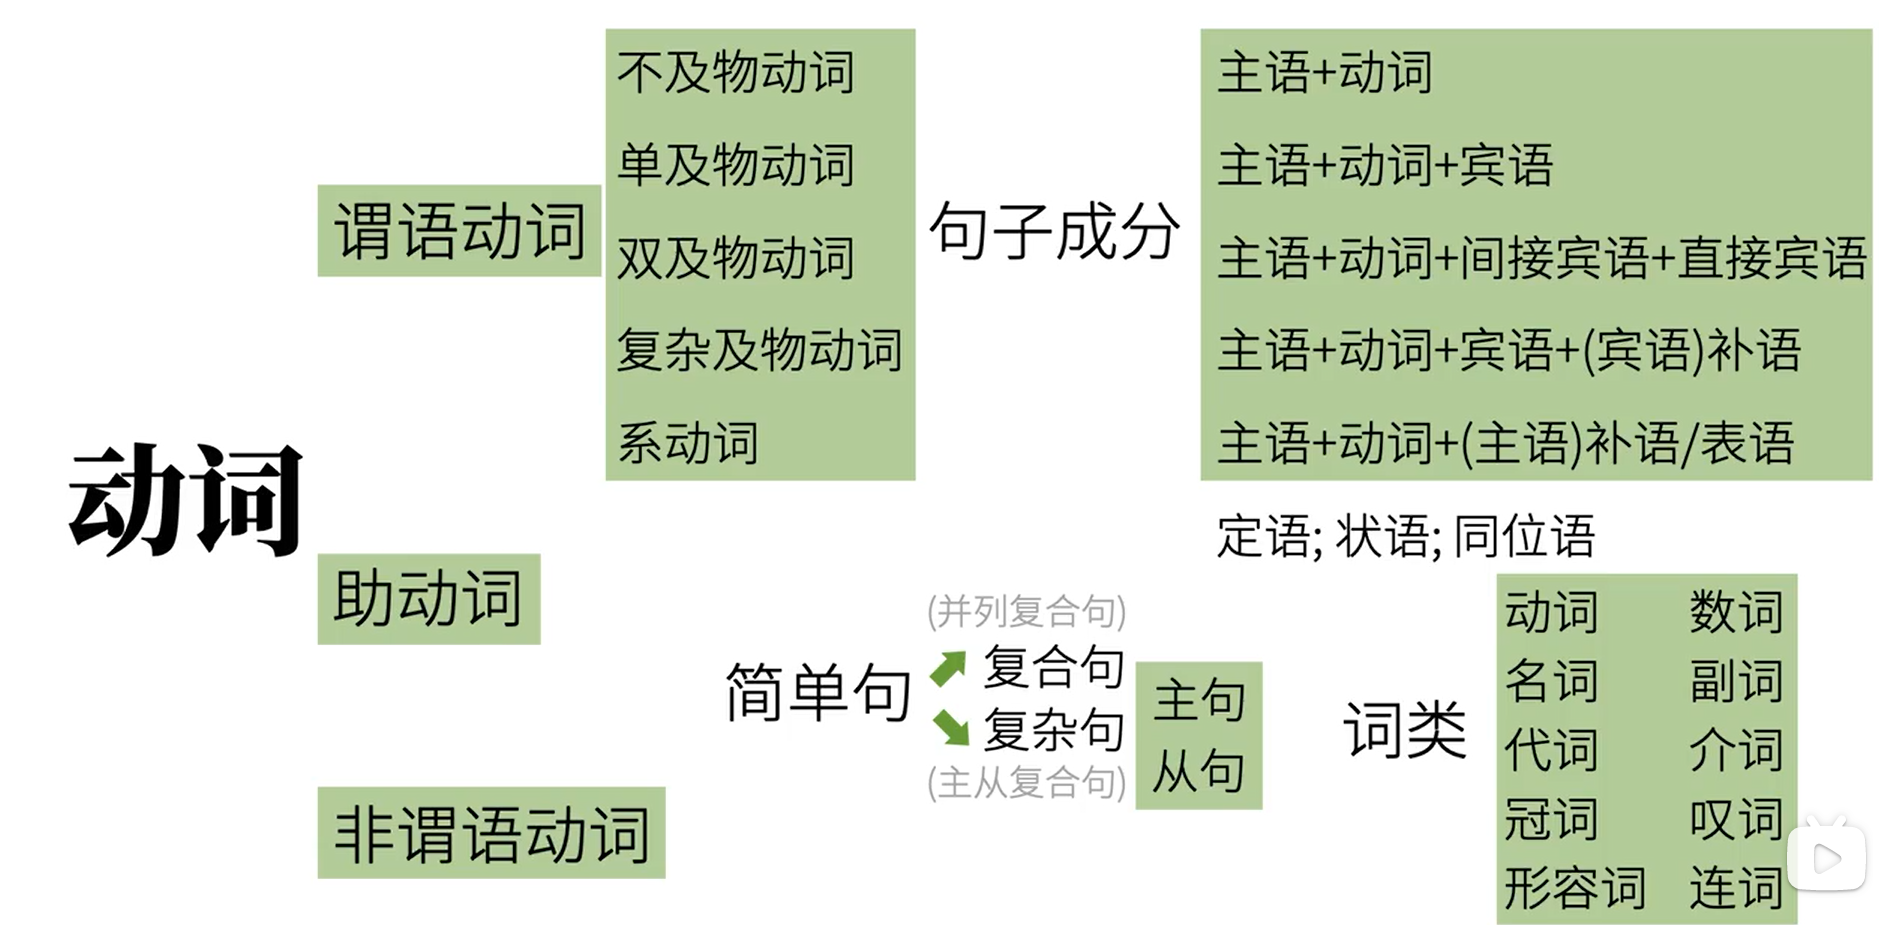 动词
谓语动词
不及物动词
单及物动词
双及物动词
复杂及物动词
系动词
句子成分
主语+动词
主语+动词+宾语
主语+动词+间接宾语+直接宾语
主语+动词+宾语+(宾语)补语
主语+动词+(主语)补语/表语
定语; 状语; 同位语
助动词
非谓语动词
简单句
(并列复合句)
复合句
复杂句
(主从复合句)
主句
从句
词类
动词 数词
名词 副词
代词 介词
冠词 叹词
形容词 连词